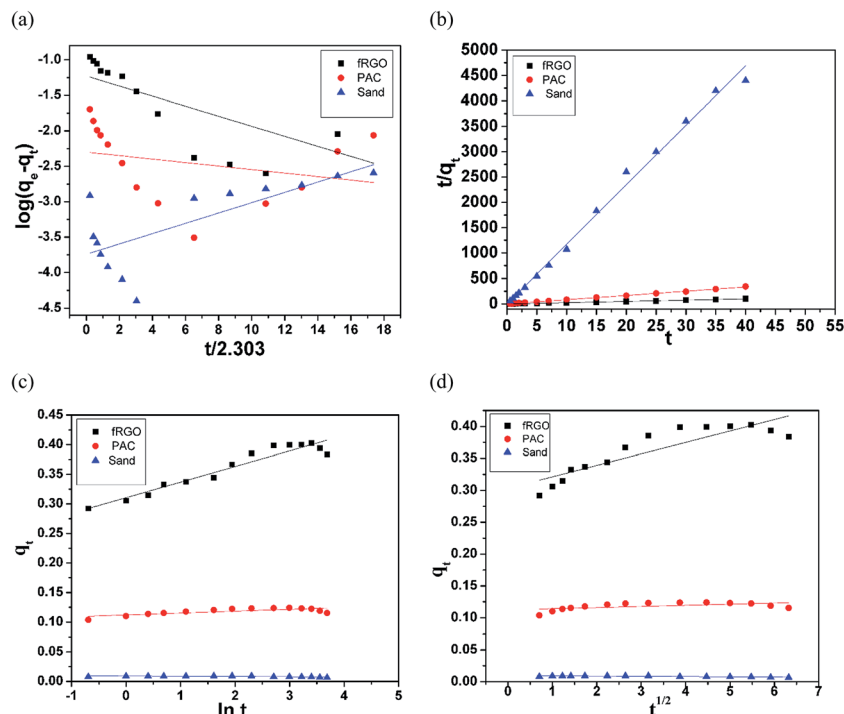 (a)
-1.0
-1.5
-2.0
-2.5
-3.0
-3.5
-4.0
-4.5
log(qe-qt)
0 2 4 6 8 10 12 14 16 18
t/2.303
fRGO
PAC
Sand
(b)
5000
4500
4000
3500
3000
2500
2000
1500
1000
500
0
t/qt
0 5 10 15 20 25 30 35 40 45 50 55
t
fRGO
PAC
Sand
(c)
0.45
0.40
0.35
0.30
0.25
0.20
0.15
0.10
0.05
0.00
qt
-1 0 1 2 3 4 5
ln t
fRGO
PAC
Sand
(d)
0.40
0.35
0.30
0.25
0.20
0.15
0.10
0.05
0.00
qt
0 1 2 3 4 5 6 7
t1/2
fRGO
PAC
Sand